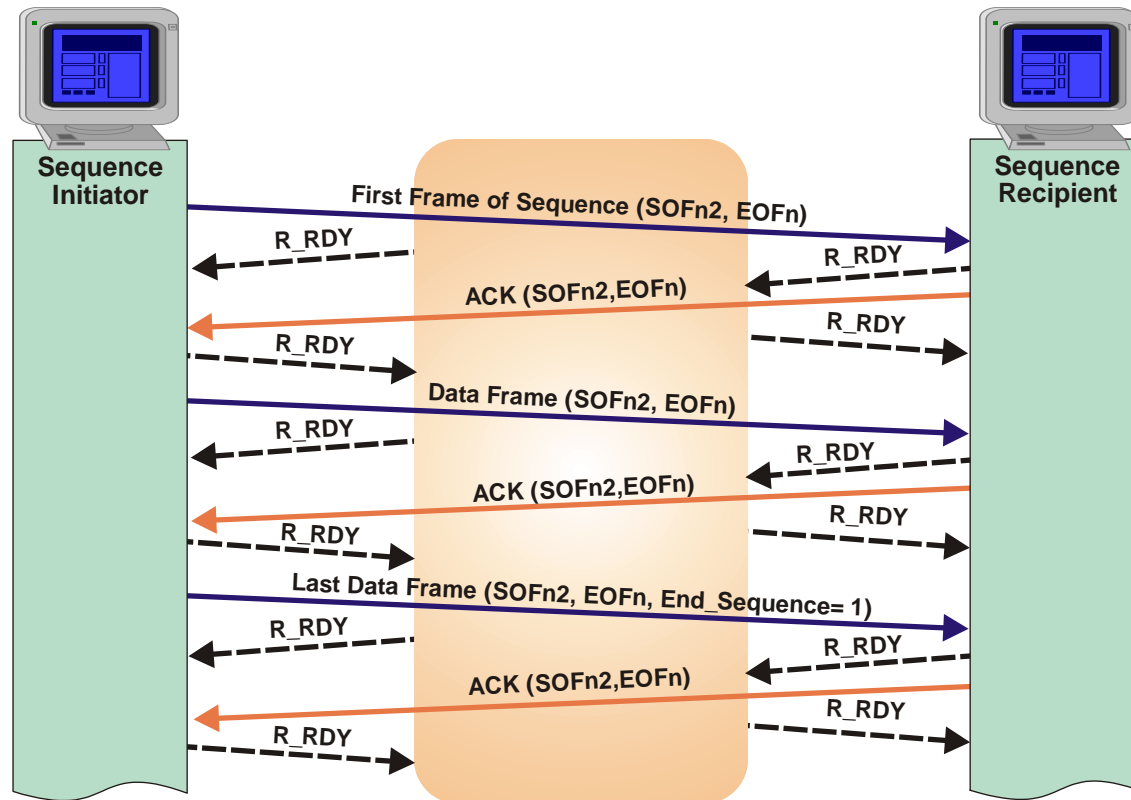 Sequence
Initiator
Sequence
Recipient
First Frame of Sequence (SOFn2, EOFn)
R_RDY
R_RDY
ACK (SOFn2,EOFn)
R_RDY
R_RDY
Data Frame (SOFn2, EOFn)
R_RDY
R_RDY
ACK (SOFn2,EOFn)
R_RDY
R_RDY
Last Data Frame (SOFn2, EOFn, End_Sequence= 1)
R_RDY
R_RDY
ACK (SOFn2,EOFn)
R_RDY
R_RDY